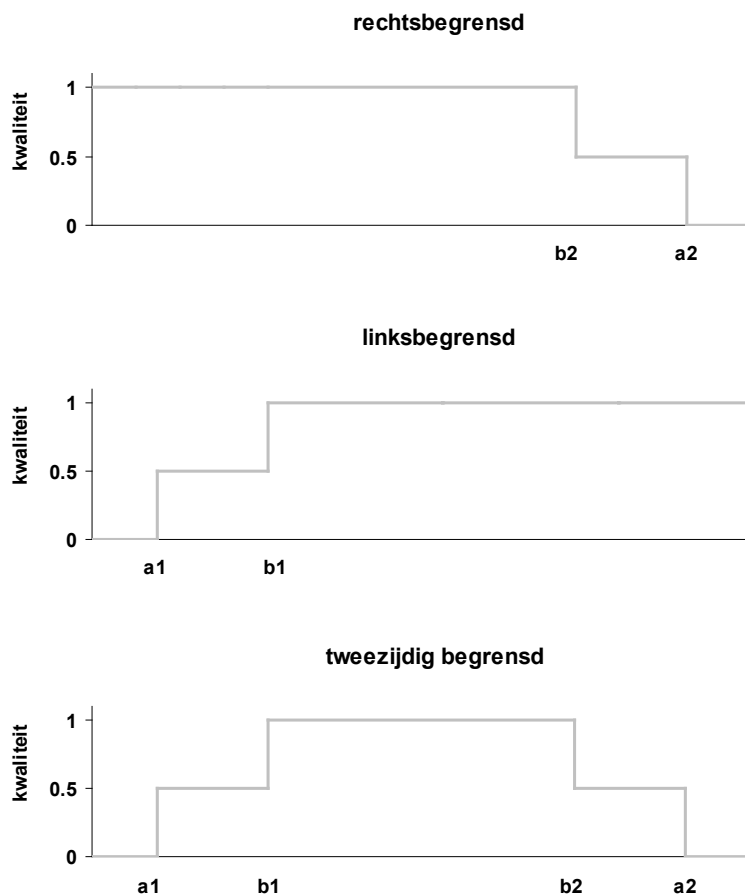 rechtsbegrensd
kwaliteit
1
0.5
0
b2 a2
linksbegrensd
kwaliteit
1
0.5
0
a1 b1
tweezijdig begrensd
kwaliteit
1
0.5
0
a1 b1 b2 a2